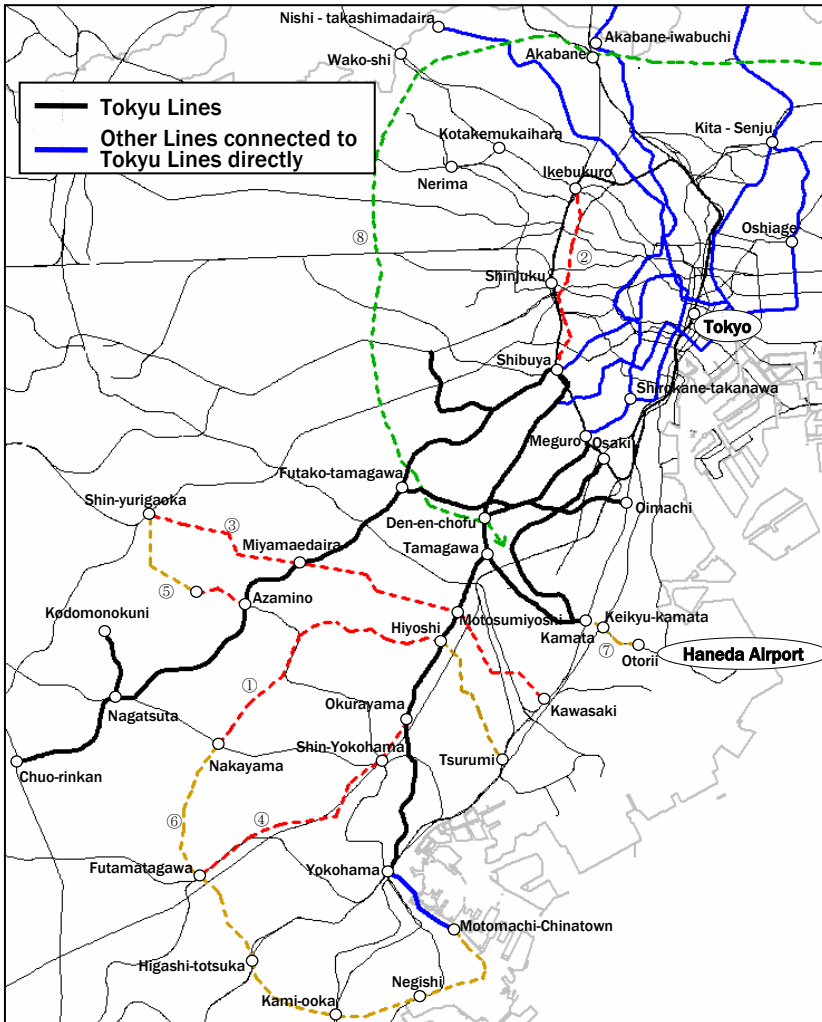 Nishi - takashimadaira
Akabane-iwabuchi
Wako-shi
Akabane
Tokyu Lines
Other Lines connected to
Tokyu Lines directly
Kotakemukaihara
Kita - Senju
Nerima
Ikebukuro
⑧
②
Oshiage
Shinjuku
Tokyo
Shibuya
Shirokane-takanawa
Meguro
Osaki
Futako-tamagawa
Shin-yurigaoka
③
Den-en-chofu
Oimachi
Miyamaedaira
Tamagawa
⑤
Azamino
Kodomonokuni
Motosumiyoshi
Hiyoshi
Kamata
Keikyu-kamata
⑦
Otorii
Haneda Airport
①
Nagatsuta
Okurayama
Kawasaki
Nakayama
Shin-Yokohama
Tsurumi
Chuo-rinkan
⑥
④
Futamatagawa
Yokohama
Motomachi-Chinatown
Higashi-totsuka
Negishi
Kami-ooka